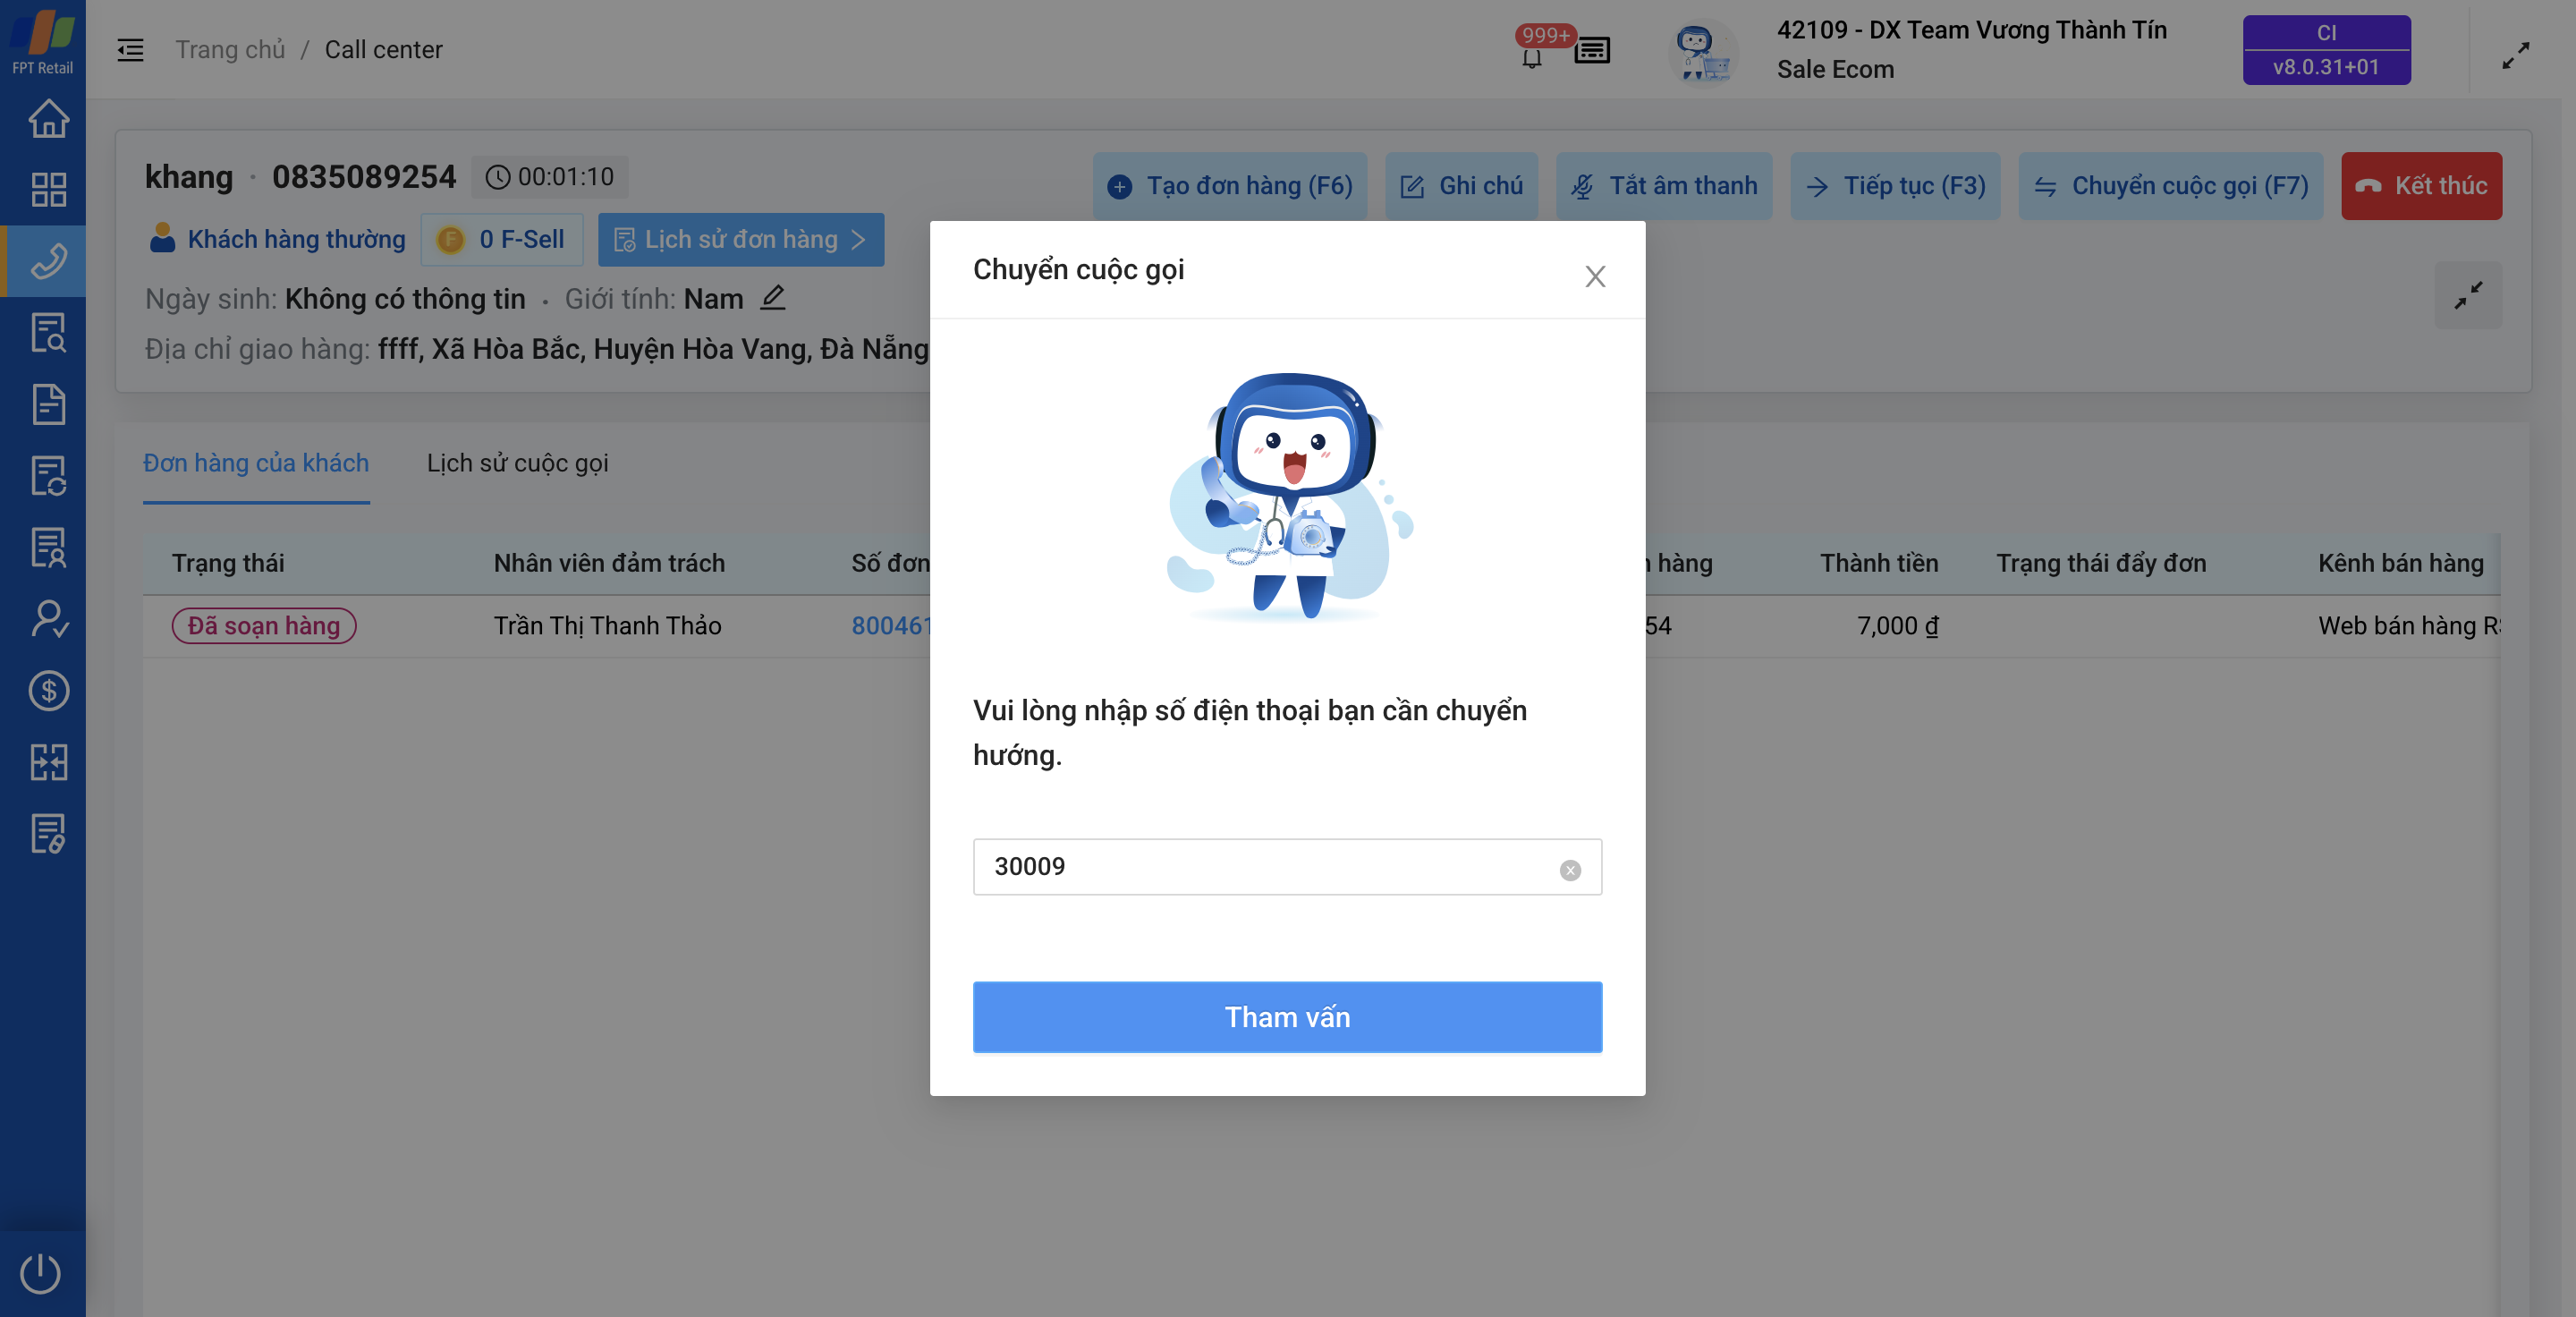 FPT Retail
Trang chủ / Call center
999+
42109 - DX Team Vương Thành Tín
Sale Ecom
CI
v8.0.31+01
khang · 0835089254 00:01:10
Tạo đơn hàng (F6)
Ghi chú
Tắt âm thanh
Tiếp tục (F3)
Chuyển cuộc gọi (F7)
Kết thúc
Khách hàng thường
F 0 F-Sell
Lịch sử đơn hàng
Ngày sinh: Không có thông tin · Giới tính: Nam
Địa chỉ giao hàng: ffff, Xã Hòa Bắc, Huyện Hòa Vang, Đà Nẵng
Đơn hàng của khách
Lịch sử cuộc gọi
Trạng thái Nhân viên đảm trách Số đơn hàng Thành tiền Trạng thái đẩy đơn Kênh bán hàng
Đã soạn hàng Trần Thị Thanh Thảo 800461 54 7,000 ₫ Web bán hàng
Chuyển cuộc gọi
Vui lòng nhập số điện thoại bạn cần chuyển
hướng.
30009
Tham vấn